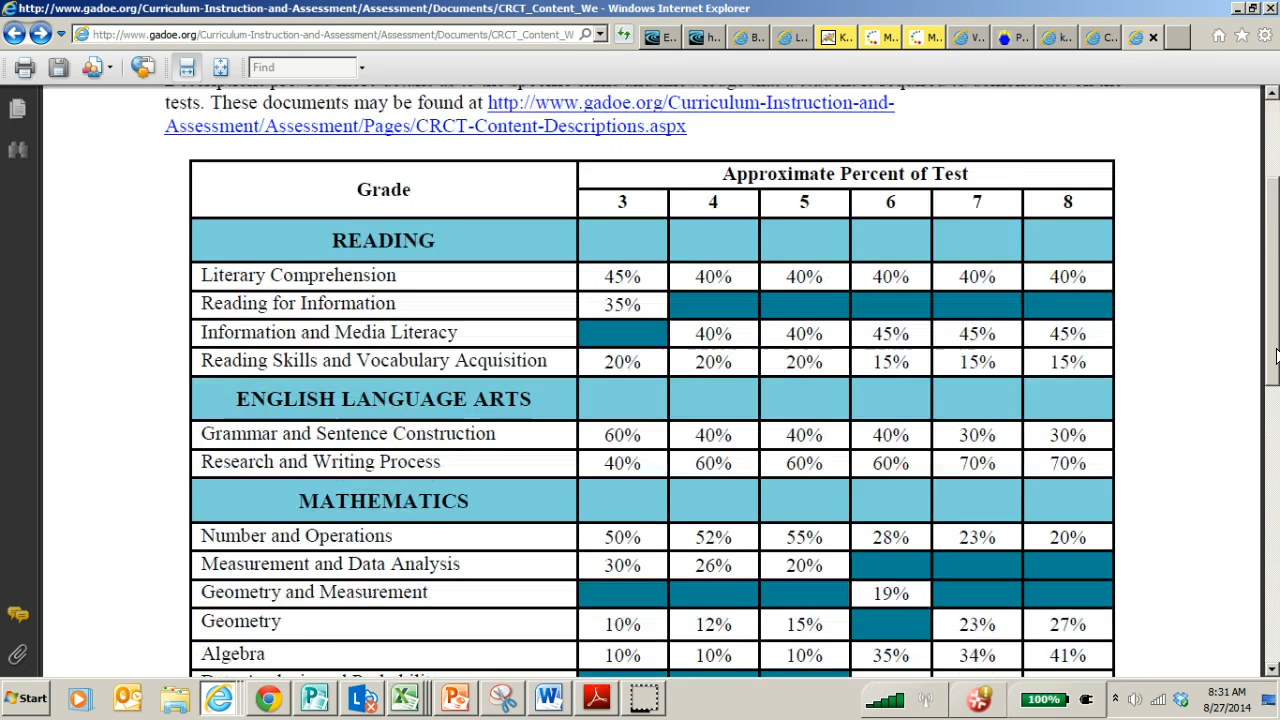 http://www.gadoe.org/Curriculum-Instruction-and-Assessment/Assessment/Documents/CRCT_Content_We - Windows Internet Explorer
http://www.gadoe.org/Curriculum-Instruction-and-Assessment/Assessment/Documents/CRCT_Content_W
E.. h.. B.. L.. K.. M.. M.. V.. P.. k.. C..
Find
tests. These documents may be found at http://www.gadoe.org/Curriculum-Instruction-and-
Assessment/Assessment/Pages/CRCT-Content-Descriptions.aspx
Grade Approximate Percent of Test
3 4 5 6 7 8
READING
Literary Comprehension 45% 40% 40% 40% 40% 40%
Reading for Information 35%
Information and Media Literacy 40% 40% 45% 45% 45%
Reading Skills and Vocabulary Acquisition 20% 20% 20% 15% 15% 15%
ENGLISH LANGUAGE ARTS
Grammar and Sentence Construction 60% 40% 40% 40% 30% 30%
Research and Writing Process 40% 60% 60% 60% 70% 70%
MATHEMATICS
Number and Operations 50% 52% 55% 28% 23% 20%
Measurement and Data Analysis 30% 26% 20%
Geometry and Measurement 19%
Geometry 10% 12% 15% 23% 27%
Algebra 10% 10% 10% 35% 34% 41%
Start 100% 8:31 AM
8/27/2014